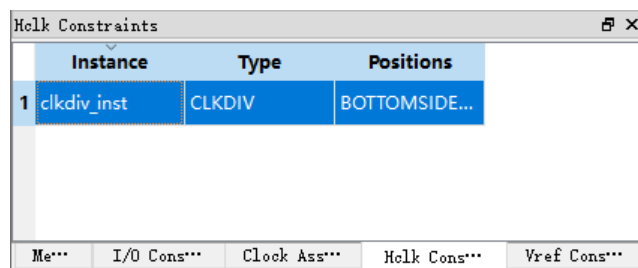 Hclk Constraints
Instance Type Positions
1 clkdiv_inst CLKDIV BOTTOMSIDE...
Me··· I/O Cons··· Clock Ass··· Hclk Cons··· Vref Cons···